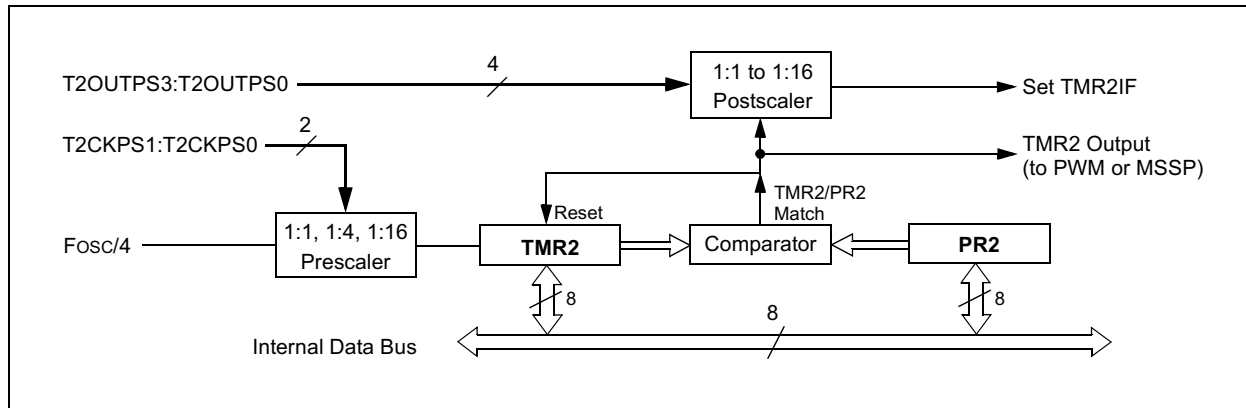 T2OUTPS3:T2OUTPS0
4
1:1 to 1:16
Postscaler
Set TMR2IF
T2CKPS1:T2CKPS0
2
TMR2 Output
(to PWM or MSSP)
TMR2/PR2
Match
Reset
FOSC/4
1:1, 1:4, 1:16
Prescaler
TMR2
Comparator
PR2
8
8
8
Internal Data Bus